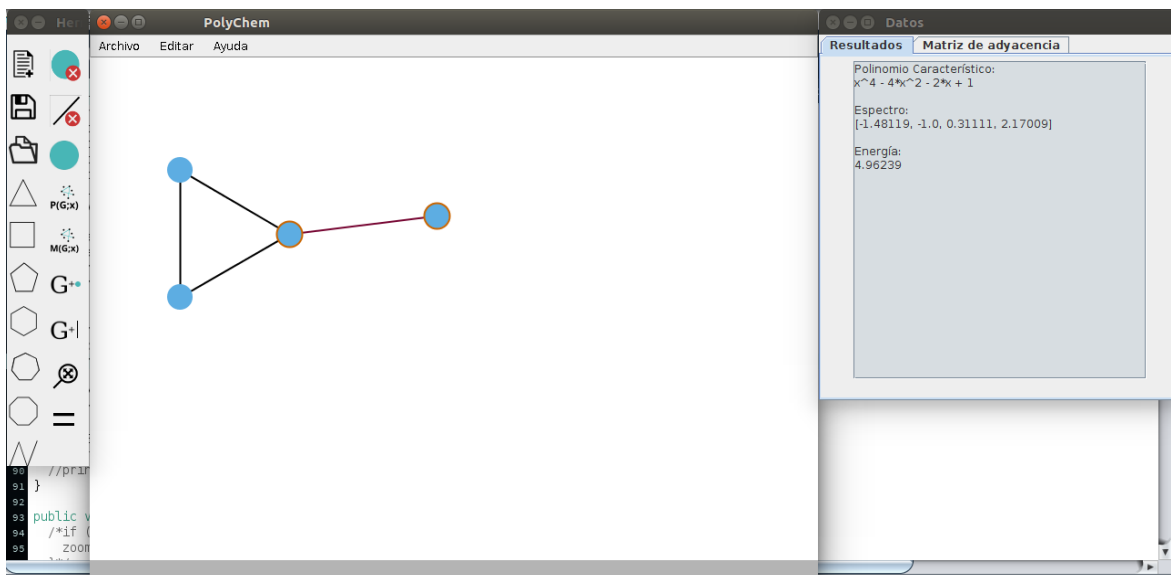 Her
PolyChem
Datos
Archivo Editar Ayuda
Resultados Matriz de adyacencia
Polinomio Característico:
x^4 - 4*x^2 - 2*x + 1
Espectro:
[-1.48119, -1.0, 0.31111, 2.17009]
Energía:
4.96239
P(G;x)
M(G;x)
G+
G+|
90 //prin
91 }
92
93 public v
94 /*if (
95 zoom